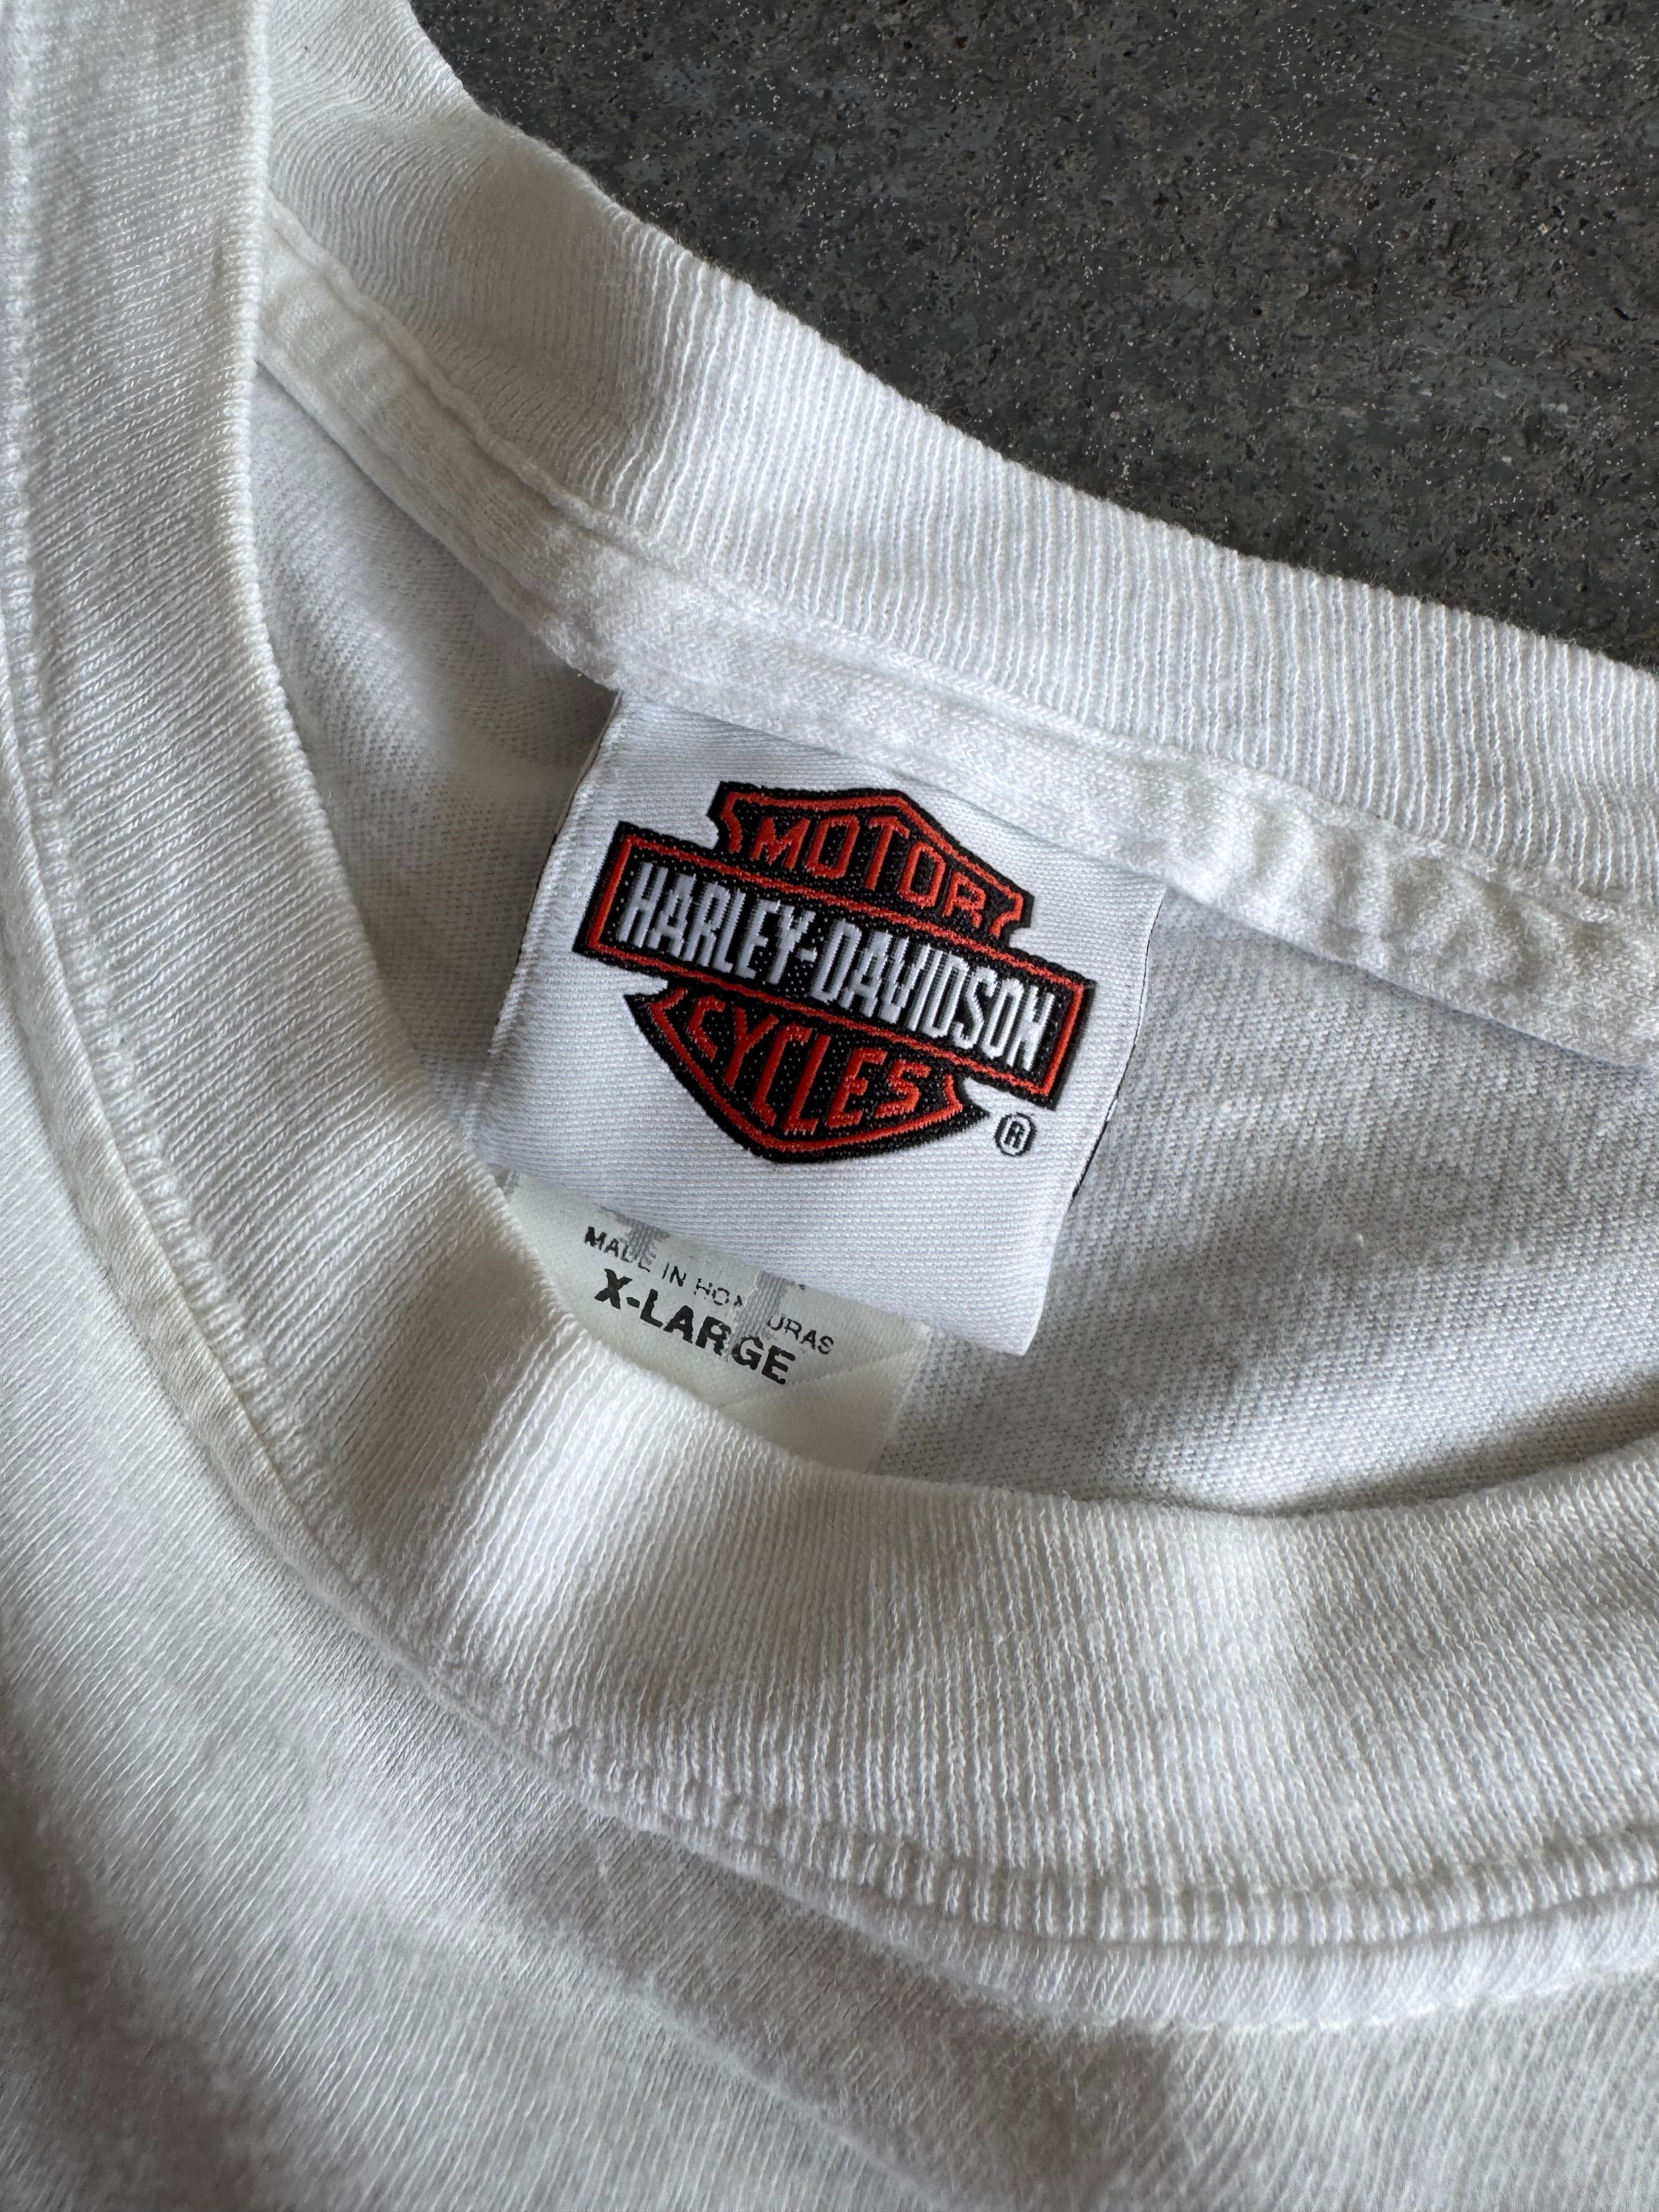 MOTOR
HARLEY-DAVIDSON
CYCLES
®
MADE IN HONDURAS
X-LARGE